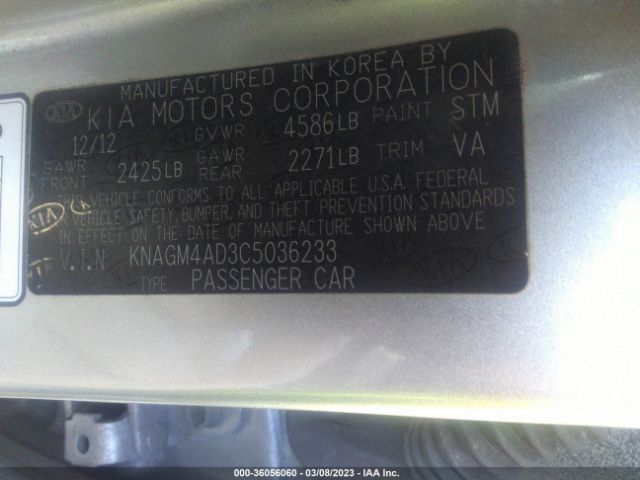 MANUFACTURED IN KOREA BY
KIA KIA MOTORS CORPORATION
12/12 GVWR 4586LB PAINT STM
GAWR FRONT 2425LB GAWR REAR 2271LB TRIM VA
THIS VEHICLE CONFORMS TO ALL APPLICABLE U.S.A. FEDERAL
MOTOR VEHICLE SAFETY, BUMPER, AND THEFT PREVENTION STANDARDS
IN EFFECT ON THE DATE OF MANUFACTURE SHOWN ABOVE
V.I.N KNAGM4AD3C5036233
TYPE PASSENGER CAR
000-36056060 - 03/08/2023 - IAA Inc.